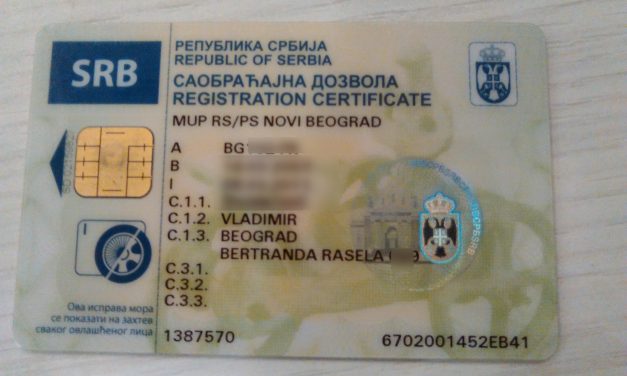 SRB
РЕПУБЛИКА СРБИЈА
REPUBLIC OF SERBIA
САОБРАЋАЈНА ДОЗВОЛА
REGISTRATION CERTIFICATE
MUP RS/PS NOVI BEOGRAD
A BG
B
I
C.1.1.
C.1.2. VLADIMIR
C.1.3. BEOGRAD
BERTRANDA RASELA
C.3.1.
C.3.2.
C.3.3.
Ова исправа мора
се показати на захтев
сваког овлашћеног лица
1387570
6702001452EB41